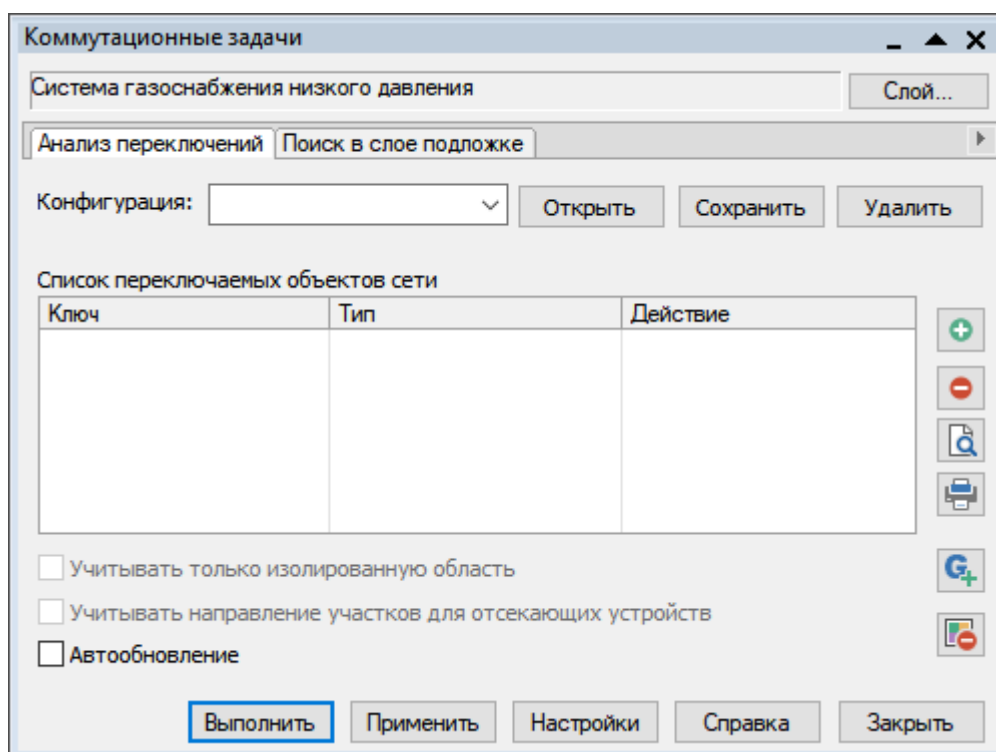 Коммутационные задачи
Система газоснабжения низкого давления Слой...
Анализ переключений Поиск в слое подложке
Конфигурация: Открыть Сохранить Удалить
Список переключаемых объектов сети
Ключ Тип Действие
Учитывать только изолированную область
Учитывать направление участков для отсекающих устройств
Автообновление
Выполнить Применить Настройки Справка Закрыть